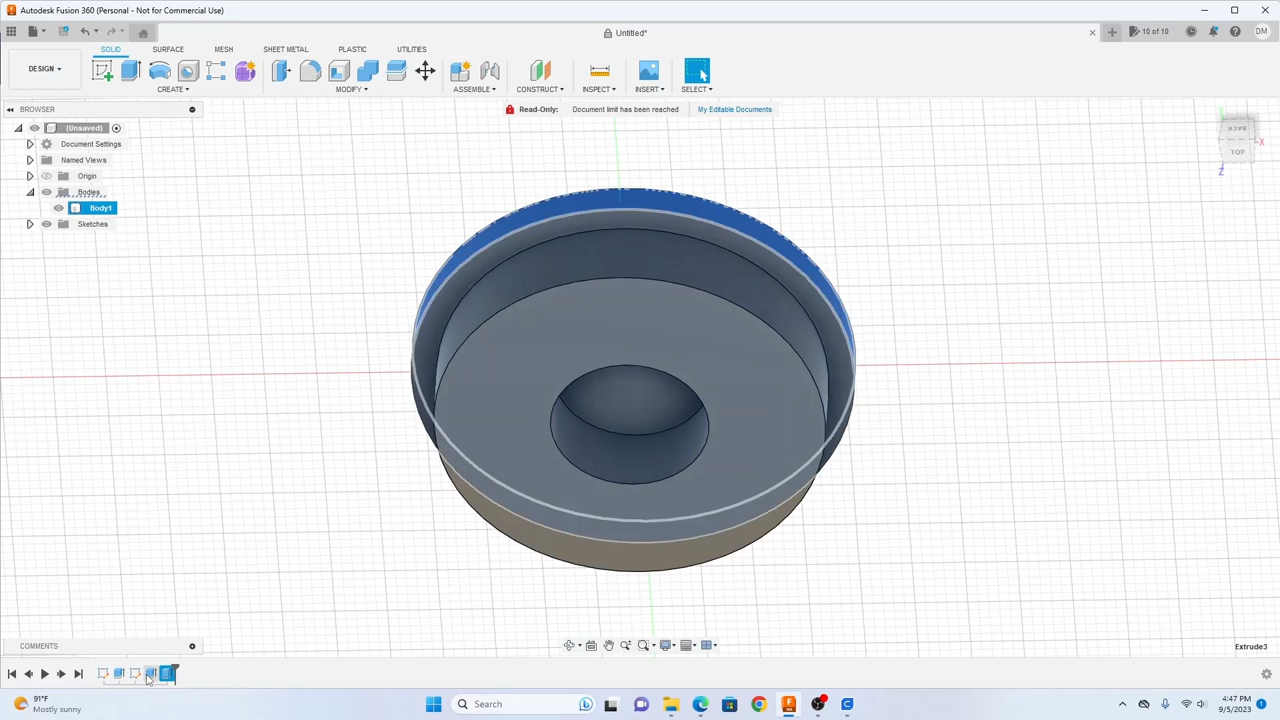 Autodesk Fusion 360 (Personal - Not for Commercial Use)
Untitled*
10 of 10
DM
SOLID SURFACE MESH SHEET METAL PLASTIC UTILITIES
DESIGN
CREATE MODIFY ASSEMBLE CONSTRUCT INSPECT INSERT SELECT
BROWSER
Read-Only: Document limit has been reached My Editable Documents
(Unsaved)
Document Settings
Named Views
Origin
Bodies
Body1
Sketches
BACK
TOP
X
Y
Z
COMMENTS
Extrude3
91°F
Mostly sunny
Search
4:47 PM
9/5/2023